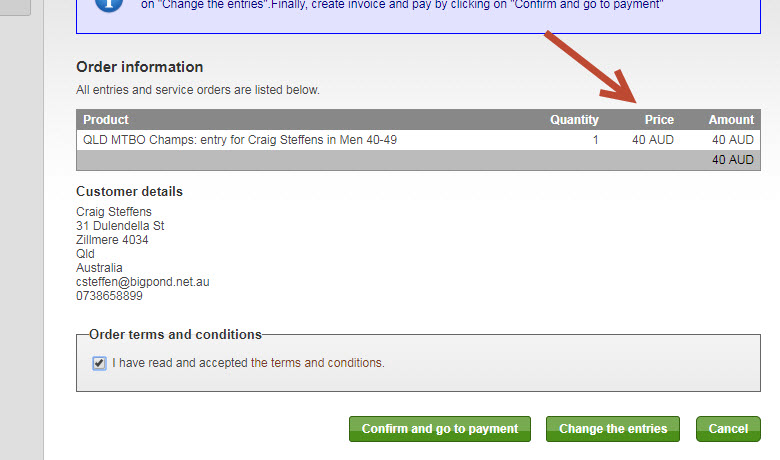 on "Change the entries".Finally, create invoice and pay by clicking on "Confirm and go to payment"
Order information
All entries and service orders are listed below.
Product Quantity Price Amount
QLD MTBO Champs: entry for Craig Steffens in Men 40-49 1 40 AUD 40 AUD
40 AUD
Customer details
Craig Steffens
31 Dulendella St
Zillmere 4034
Qld
Australia
csteffen@bigpond.net.au
0738658899
Order terms and conditions
I have read and accepted the terms and conditions.
Confirm and go to payment Change the entries Cancel